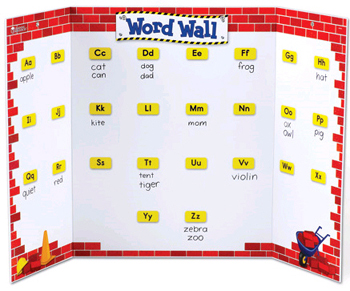 Word Wall
Aa Bb Cc Dd Ee Ff Gg Hh
apple cat dog frog hat
can dad
Ii Jj Kk Ll Mm Nn Oo Pp
kite mom ox pig
owl
Qq Rr Ss Tt Uu Vv Ww Xx
quiet red tent violin
tiger
Yy Zz
zebra
zoo